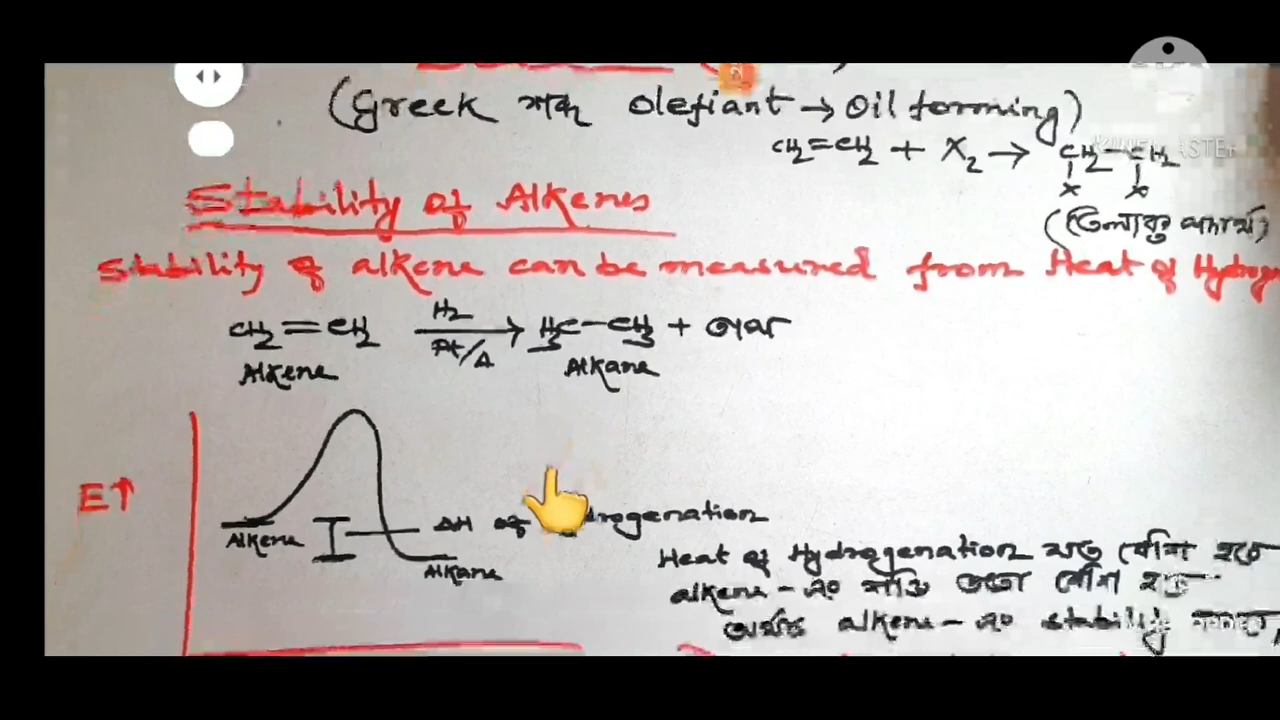 (Greek শব্দ olefiant → Oil forming)
CH2=CH2 + X2 → CH2–CH2
X X
(তৈলাক্ত পদার্থ)
Stability of Alkenes
Stability of alkene can be measured from Heat of Hydrog
CH2=CH2 H2 Pt/Δ H3C–CH3 + তাপ
Alkene Alkane
E↑
Alkene ΔH of drogenation
Alkane
Heat of Hydrogenation যত বেশি হবে
alkene-এর শক্তি ততো বেশি হবে
অর্থাৎ alkene-এর stability